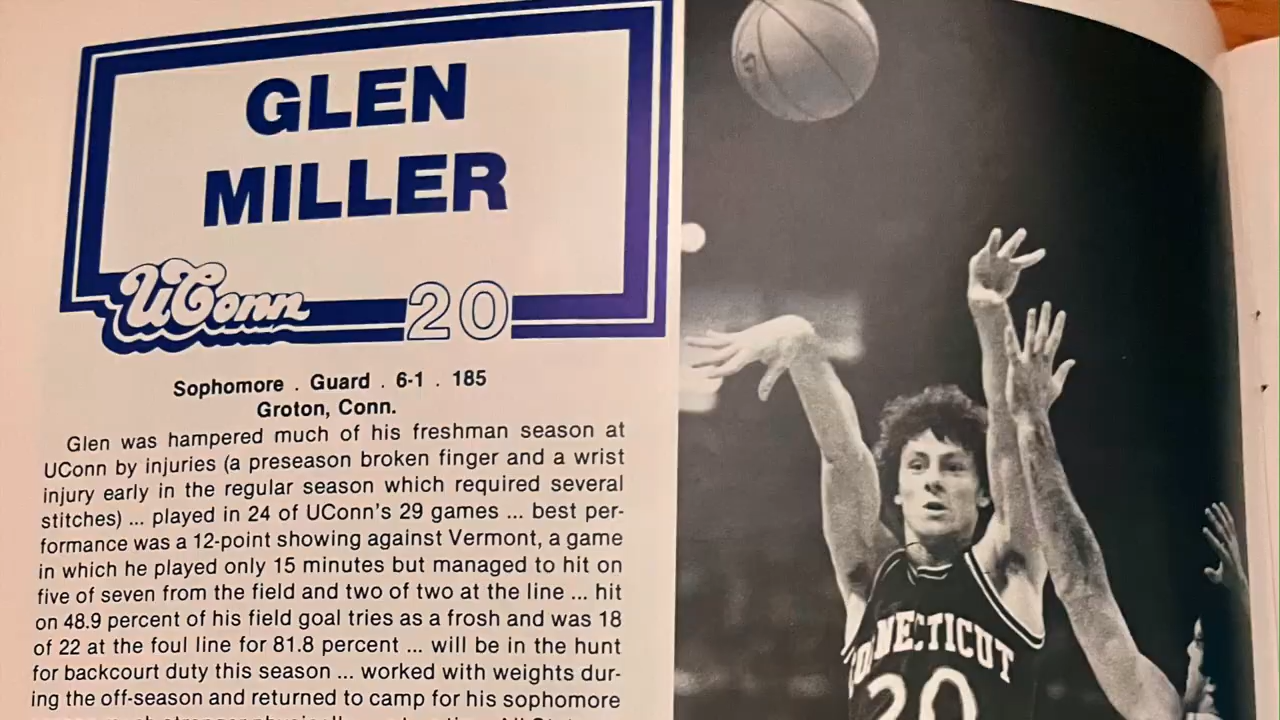 GLEN
MILLER
UConn 20
Sophomore . Guard . 6-1 . 185
Groton, Conn.
Glen was hampered much of his freshman season at
UConn by injuries (a preseason broken finger and a wrist
injury early in the regular season which required several
stitches) ... played in 24 of UConn's 29 games ... best per-
formance was a 12-point showing against Vermont, a game
in which he played only 15 minutes but managed to hit on
five of seven from the field and two of two at the line ... hit
on 48.9 percent of his field goal tries as a frosh and was 18
of 22 at the foul line for 81.8 percent ... will be in the hunt
for backcourt duty this season ... worked with weights dur-
ing the off-season and returned to camp for his sophomore
CONNECTICUT
20